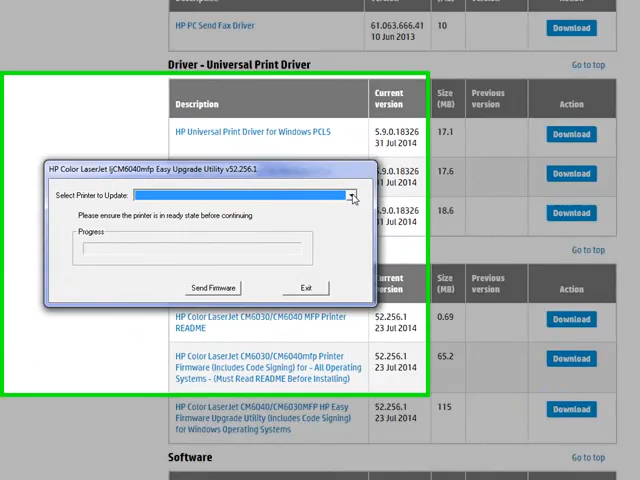 HP PC Send Fax Driver
61.063.666.41
10 Jun 2013
10
Download
Driver - Universal Print Driver
Go to top
Description
Current
version
Size
(MB)
Previous
version
Action
HP Universal Print Driver for Windows PCL5
5.9.0.18326
31 Jul 2014
17.1
Download
5.9.0.18326
31 Jul 2014
17.6
Download
5.9.0.18326
31 Jul 2014
18.6
Download
HP Color LaserJet ljCM6040mfp Easy Upgrade Utility v52.256.1
Select Printer to Update:
Please ensure the printer is in ready state before continuing
Progress
Send Firmware
Exit
Go to top
Current
version
Size
(MB)
Previous
version
Action
HP Color LaserJet CM6030/CM6040 MFP Printer
README
52.256.1
23 Jul 2014
0.69
Download
HP Color LaserJet CM6030/CM6040mfp Printer
Firmware (Includes Code Signing) for - All Operating
Systems - (Must Read README Before Installing)
52.256.1
23 Jul 2014
65.2
Download
HP Color LaserJet CM6040/CM6030MFP HP Easy
Firmware Upgrade Utility (Includes Code Signing)
for Windows Operating Systems
52.256.1
23 Jul 2014
115
Download
Software
Go to top